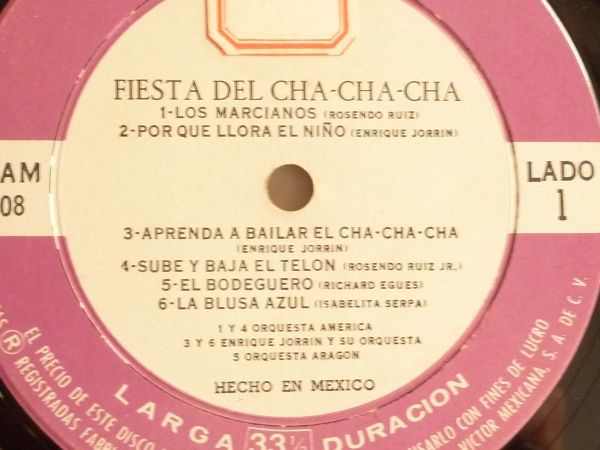 FIESTA DEL CHA-CHA-CHA
1-LOS MARCIANOS (ROSENDO RUIZ)
2-POR QUE LLORA EL NIÑO (ENRIQUE JORRIN)
AM
08
LADO
1
3-APRENDA A BAILAR EL CHA-CHA-CHA
(ENRIQUE JORRIN)
4-SUBE Y BAJA EL TELON (ROSENDO RUIZ JR.)
5-EL BODEGUERO (RICHARD EGUES)
6-LA BLUSA AZUL (ISABELITA SERPA)
1 Y 4 ORQUESTA AMERICA
3 Y 6 ENRIQUE JORRIN Y SU ORQUESTA
5 ORQUESTA ARAGON
HECHO EN MEXICO
LARGA 33⅓ DURACION
AS ® REGISTRADAS FABRI
EL PRECIO DE ESTE DISCO
USARLO CON FINES DE LUCRO
VICTOR MEXICANA, S. A. DE C. V.